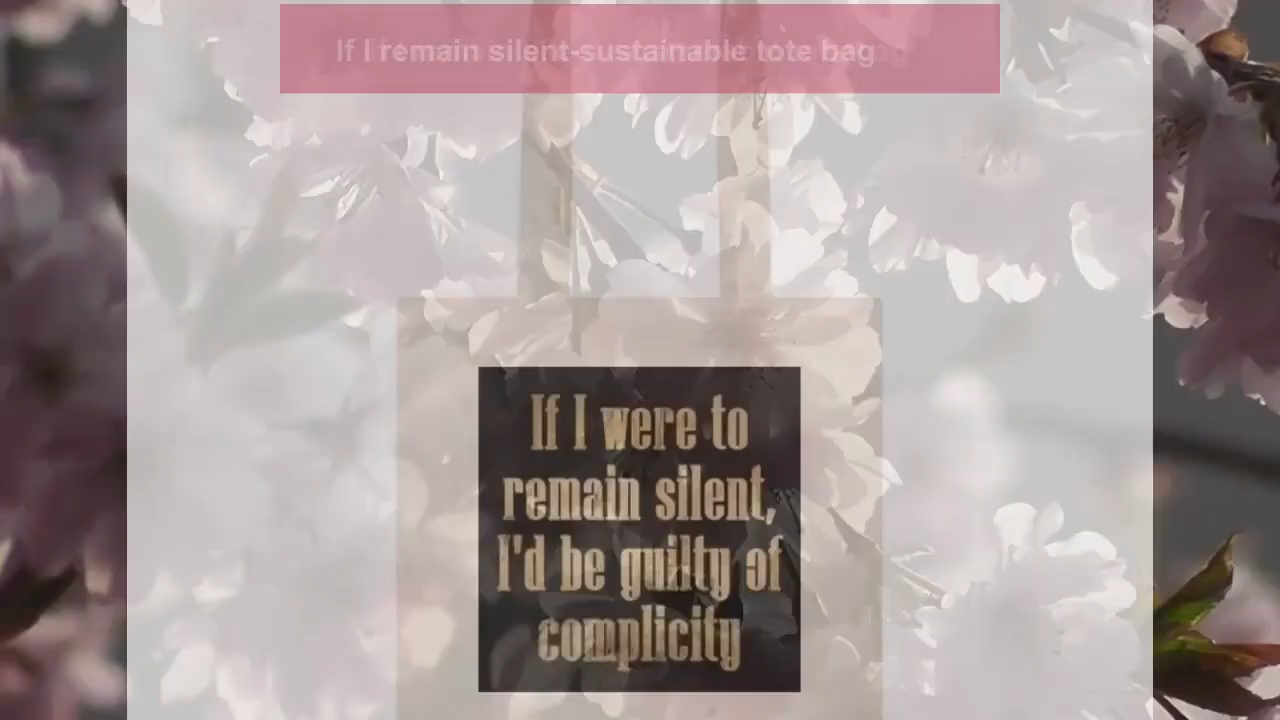 If I remain silent-sustainable tote bag
If I were to
remain silent,
I'd be guilty of
complicity